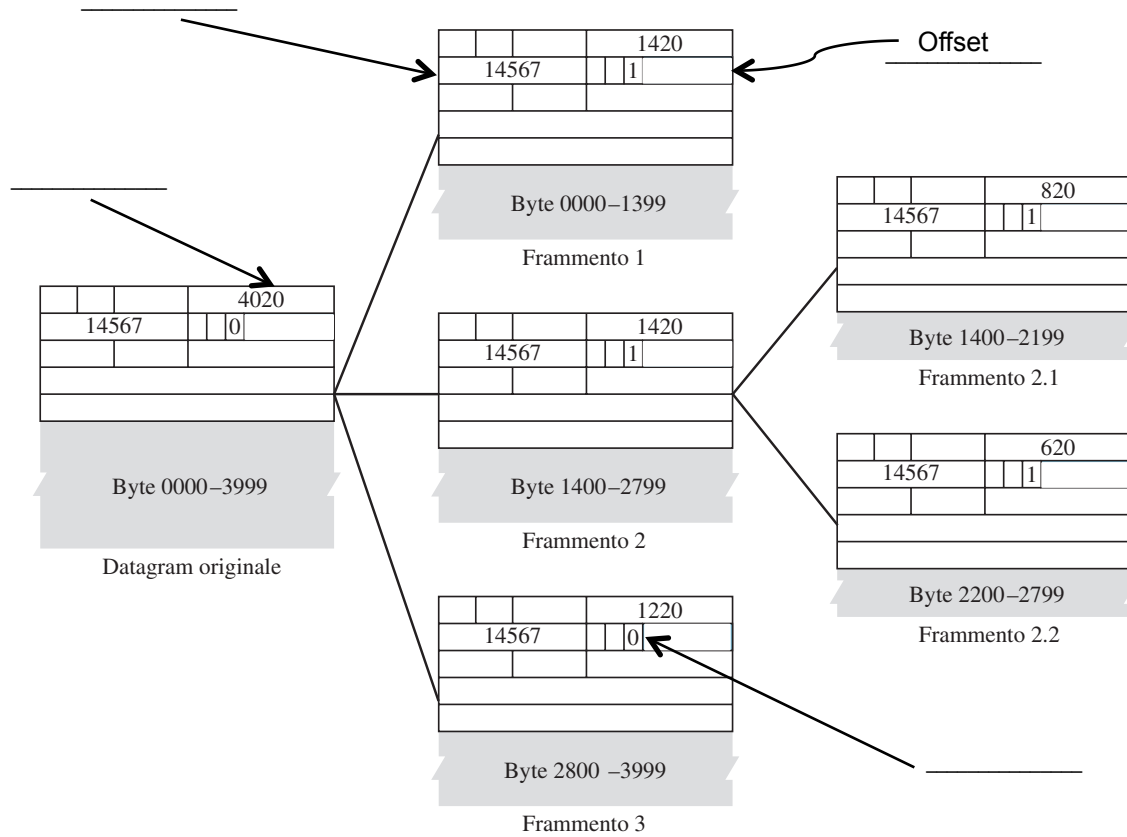 1420
14567 1
Offset
Byte 0000–1399
Frammento 1
820
14567 1
Byte 1400–2199
Frammento 2.1
4020
14567 0
Byte 0000–3999
Datagram originale
1420
14567 1
Byte 1400–2799
Frammento 2
620
14567 1
Byte 2200–2799
Frammento 2.2
1220
14567 0
Byte 2800 –3999
Frammento 3